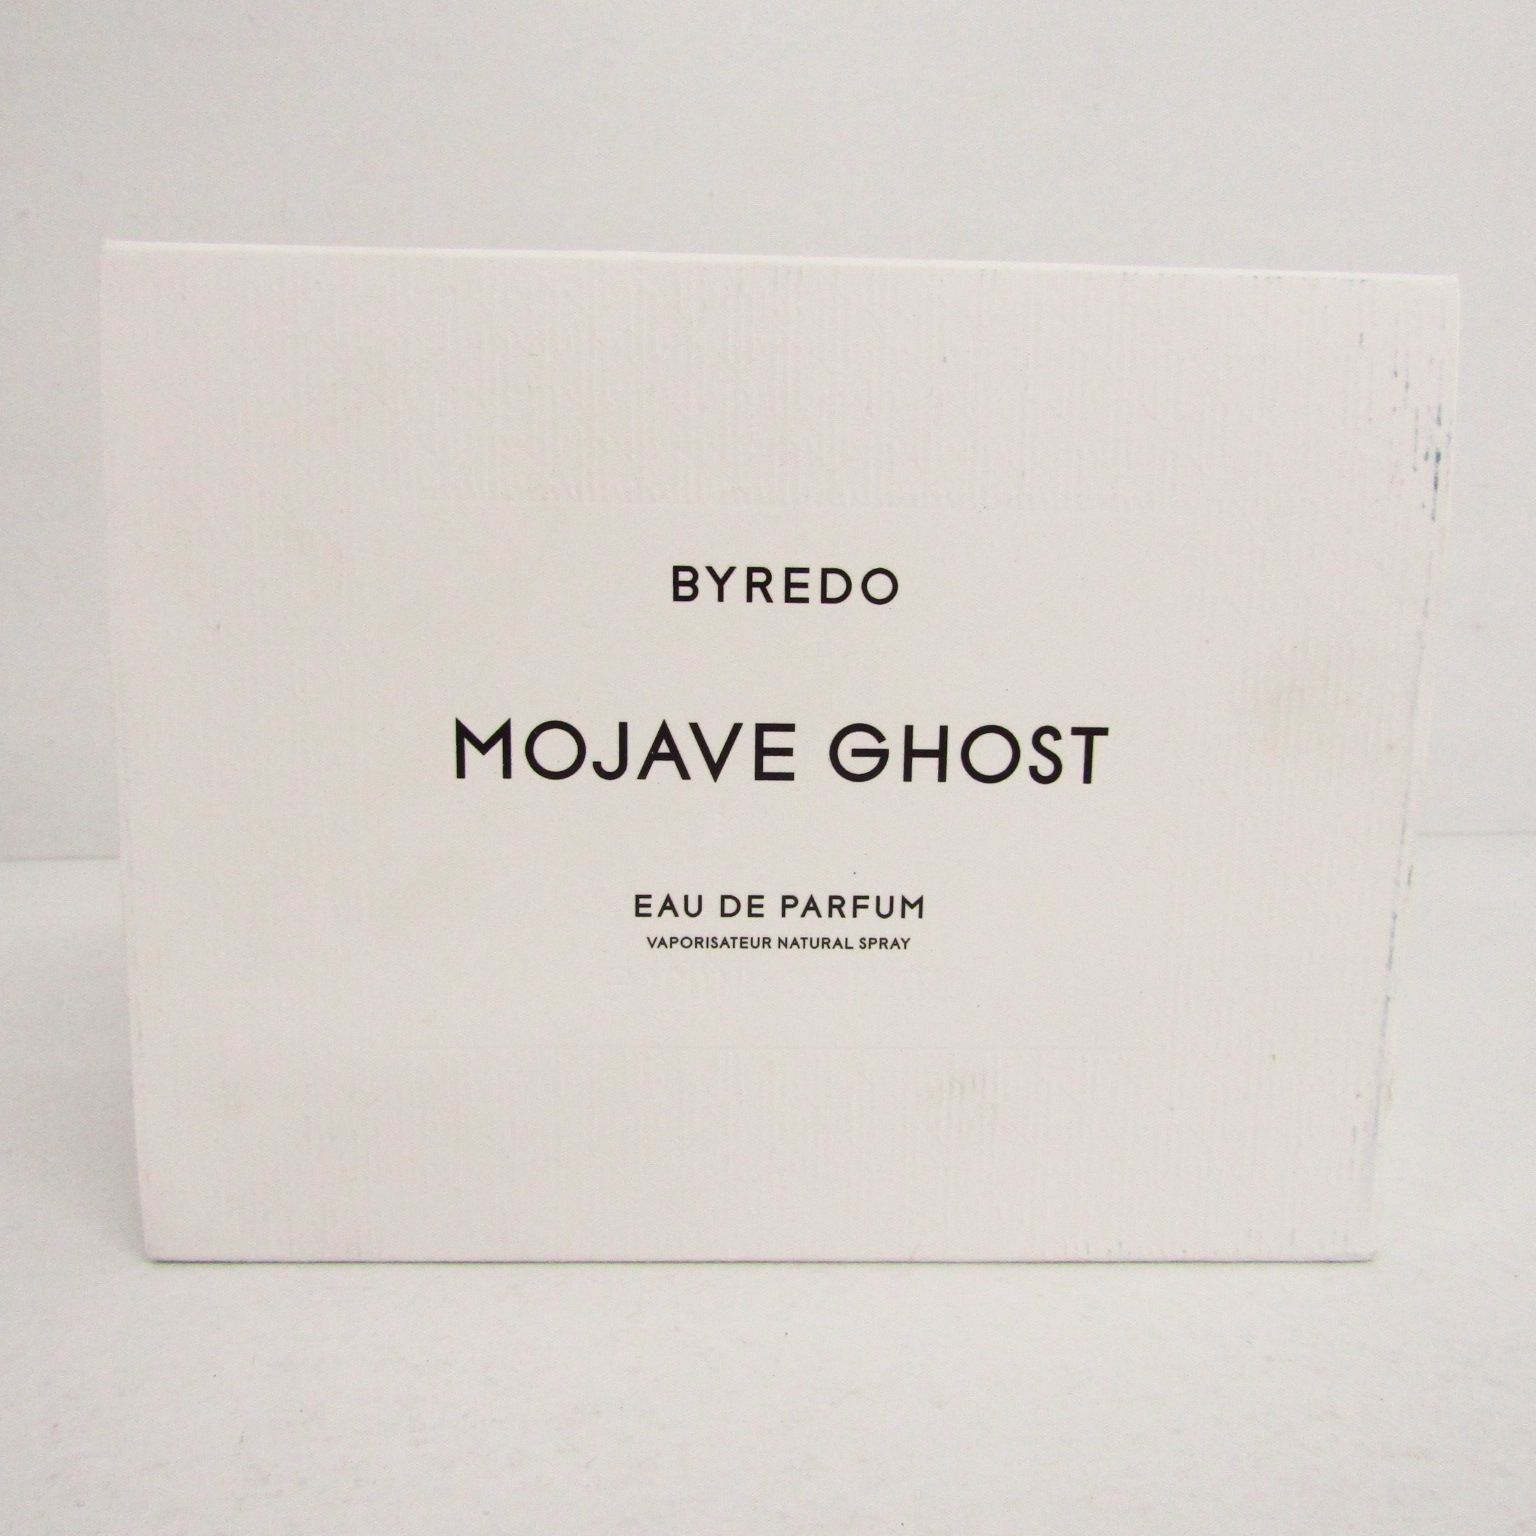 BYREDO
MOJAVE GHOST
EAU DE PARFUM
VAPORISATEUR NATURAL SPRAY